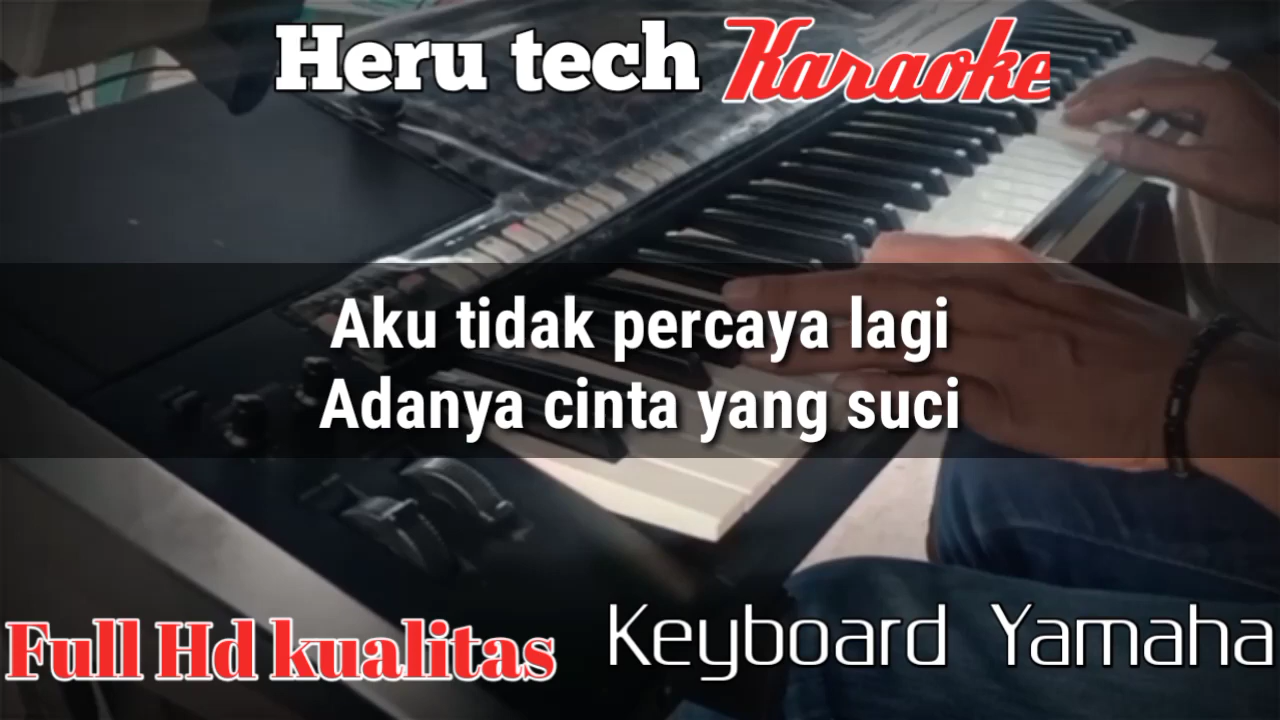 Heru tech Karaoke
Aku tidak percaya lagi
Adanya cinta yang suci
Full Hd kualitas
Keyboard Yamaha